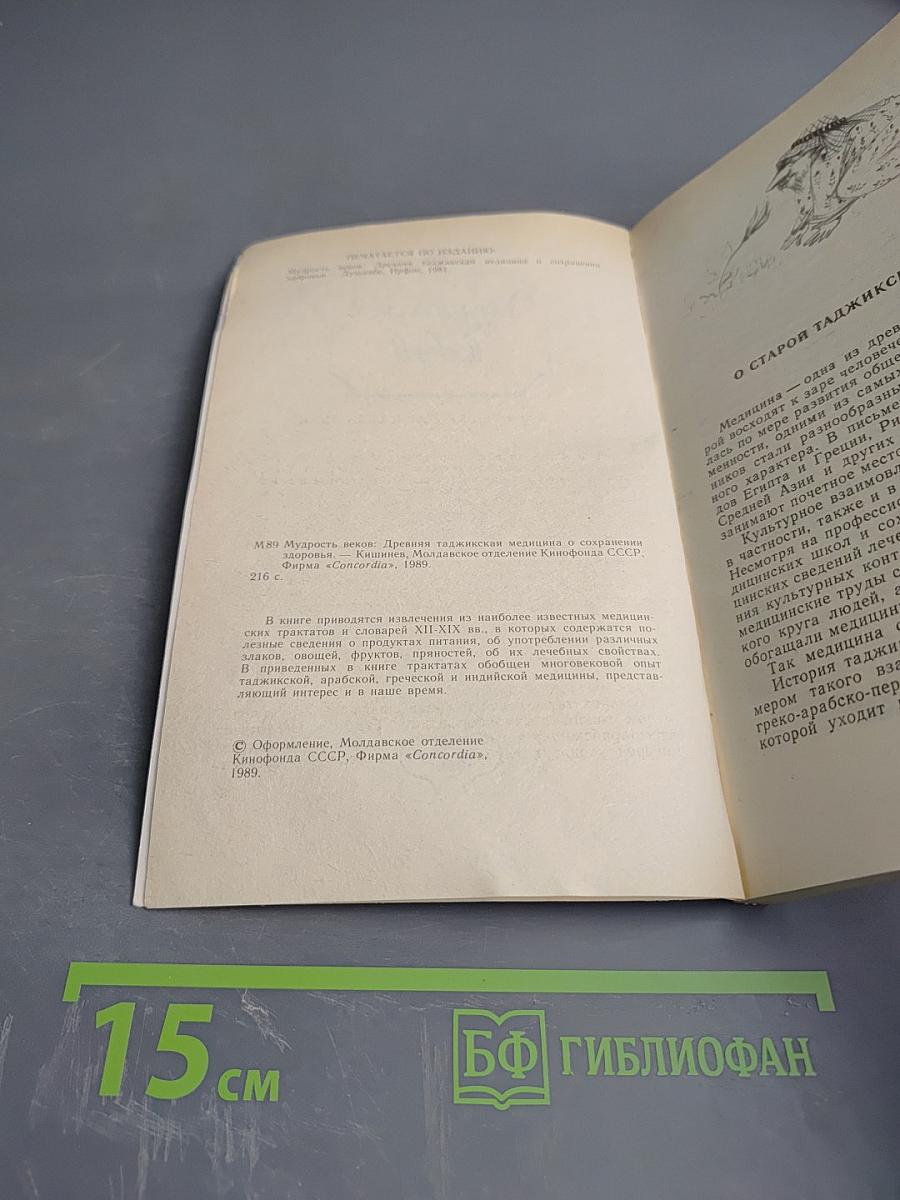 ПЕЧАТАЕТСЯ ПО ИЗДАНИЮ:
Мудрость веков: Древняя таджикская медицина о сохранении
здоровья. Душанбе, Ирфон, 1981
М89 Мудрость веков: Древняя таджикская медицина о сохранении
здоровья. — Кишинев, Молдавское отделение Кинофонда СССР,
Фирма «Concordia», 1989.
216 с.
В книге приводятся извлечения из наиболее известных медицин-
ских трактатов и словарей XII-XIX вв., в которых содержатся по-
лезные сведения о продуктах питания, об употреблении различных
злаков, овощей, фруктов, пряностей, об их лечебных свойствах.
В приведенных в книге трактатах обобщен многовековой опыт
таджикской, арабской, греческой и индийской медицины, представ-
ляющий интерес и в наше время.
© Оформление, Молдавское отделение
Кинофонда СССР, Фирма «Concordia»,
1989.
О СТАРОЙ ТАДЖИКС
Медицина — одна из древ
рой восходят к заре человече
лась по мере развития обще
менности, одними из самых
ников стали разнообразны
ного характера. В письме
дов Египта и Греции, Ри
Средней Азии и других
занимают почетное место
Культурное взаимовл
в частности, также и в
Несмотря на професси
дицинских школ и сох
цинских сведений лече
ния культурных конт
медицинские труды с
кого круга людей, а
обогащали медицин
Так медицина с
История таджи
мером такого вза
греко-арабско-пер
которой уходит
15 см
БФ ГИБЛИОФАН